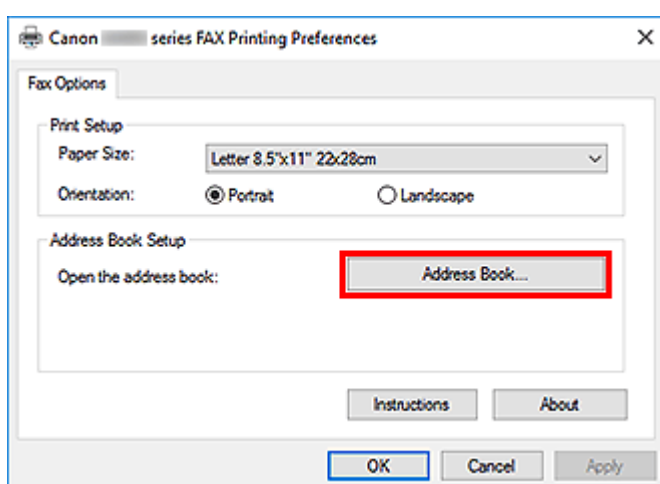 Canon series FAX Printing Preferences
Fax Options
Print Setup
Paper Size: Letter 8.5"x11" 22x28cm
Orientation: Portrait Landscape
Address Book Setup
Open the address book: Address Book....
Instructions About
OK Cancel Apply